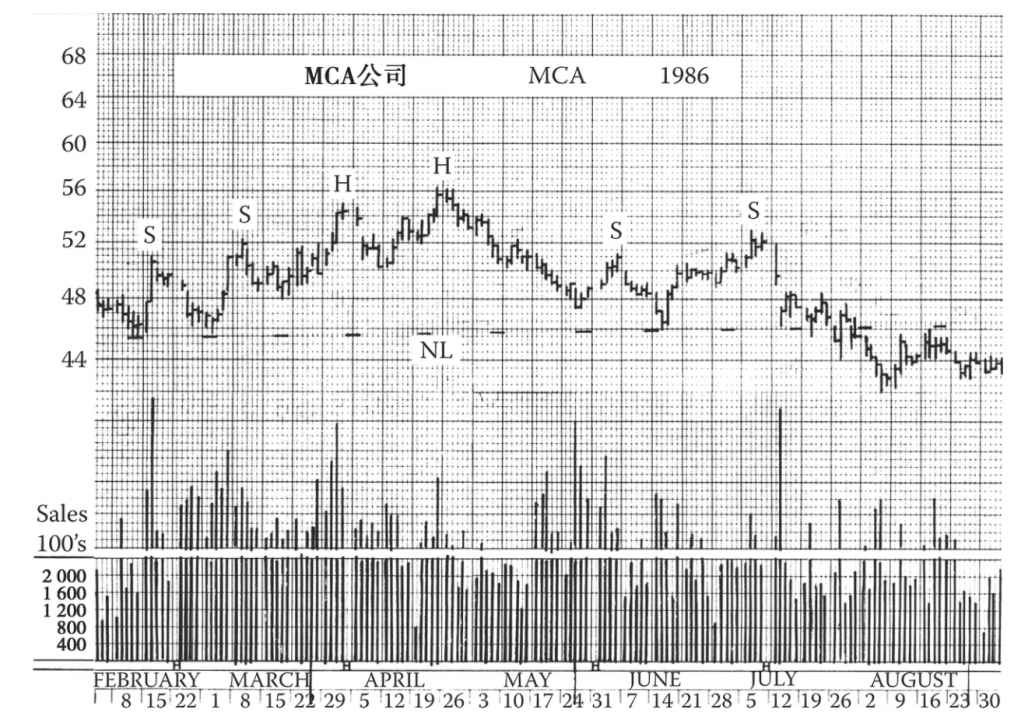 68
MCA公司 MCA 1986
64
60
H
56
H
S
S
S
S
52
48
44
NL
Sales
100's
2 000
1 600
1 200
800
400
H H H H
FEBRUARY MARCH APRIL MAY JUNE JULY AUGUST
8 15 22 1 8 15 22 29 5 12 19 26 3 10 17 24 31 7 14 21 28 5 12 19 26 2 9 16 23 30